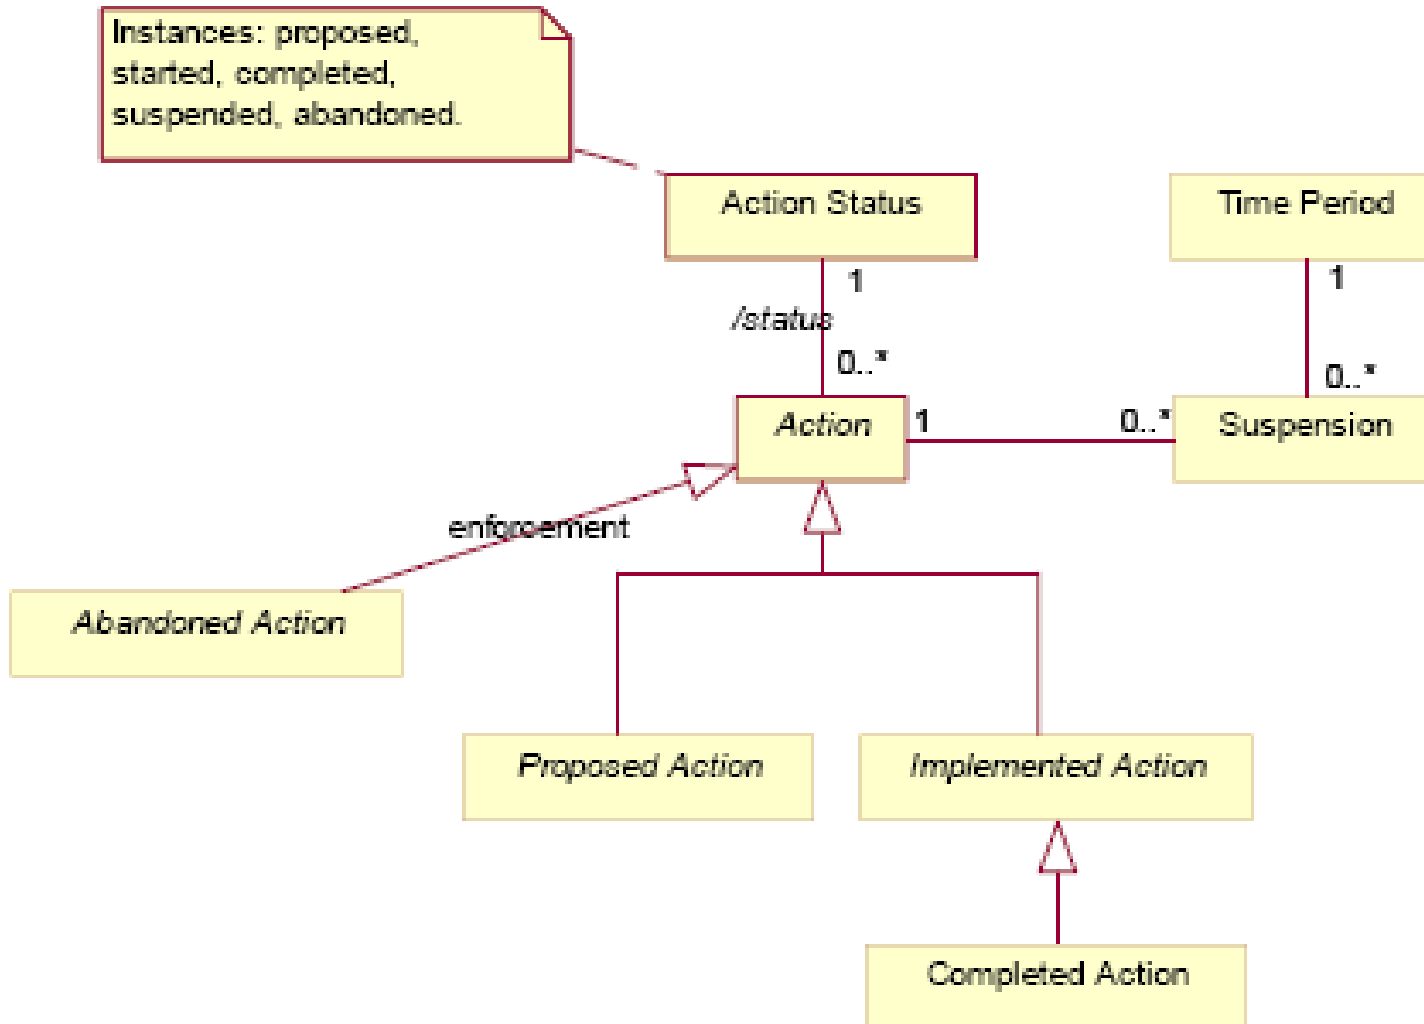 Instances: proposed,
started, completed,
suspended, abandoned.
Action Status
Time Period
1
1
/status
0..*
0..*
Action
1
0..*
Suspension
enforcement
Abandoned Action
Proposed Action
Implemented Action
Completed Action